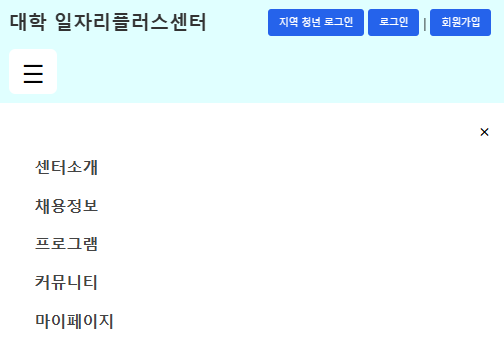 대학 일자리플러스센터
지역 청년 로그인 로그인 | 회원가입
☰
×
센터소개
채용정보
프로그램
커뮤니티
마이페이지